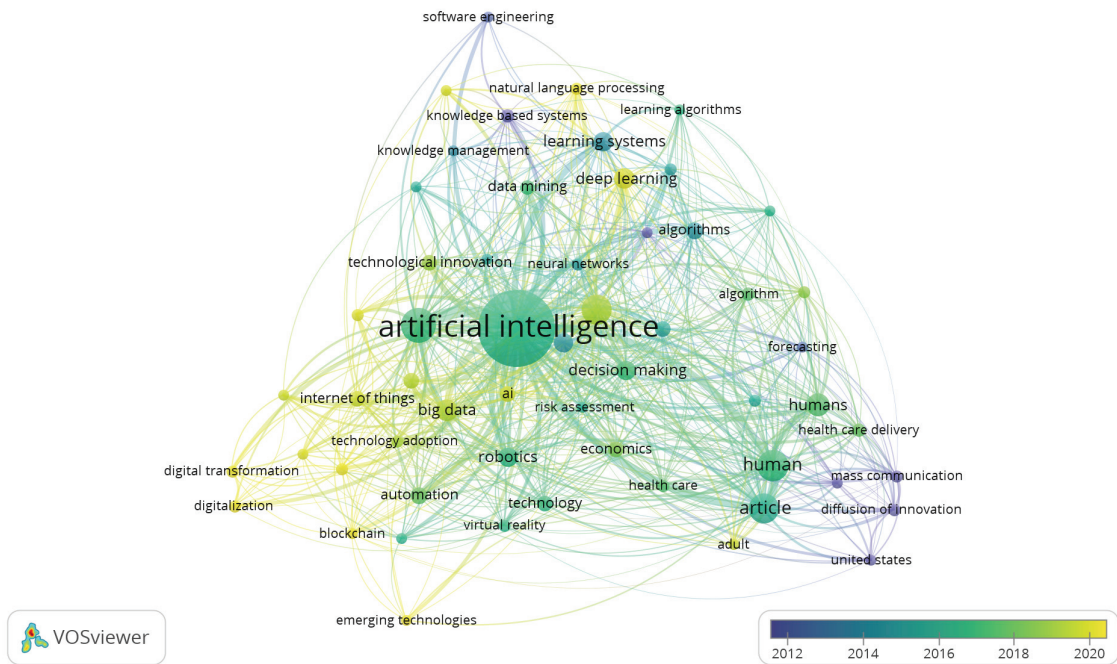 software engineering
natural language processing
knowledge based systems
learning algorithms
learning systems
knowledge management
data mining
deep learning
algorithms
technological innovation
neural networks
algorithm
artificial intelligence
forecasting
decision making
ai
internet of things
big data
risk assessment
humans
health care delivery
technology adoption
economics
robotics
human
digital transformation
mass communication
automation
health care
digitalization
technology
article
diffusion of innovation
virtual reality
blockchain
adult
united states
emerging technologies
VOSviewer
2012
2014
2016
2018
2020